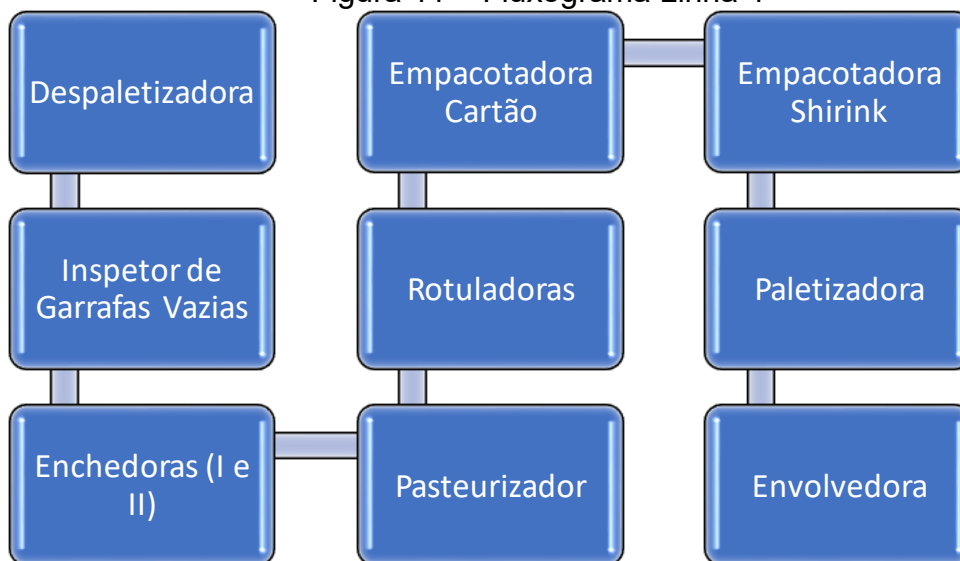 Despaletizadora
Inspetor de
Garrafas Vazias
Enchedoras (I e
II)
Pasteurizador
Rotuladoras
Empacotadora
Cartão
Empacotadora
Shirink
Paletizadora
Envolvedora